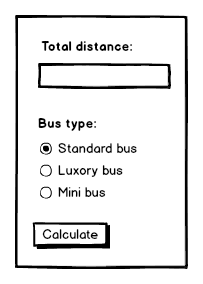 Total distance:
Bus type:
Standard bus
Luxory bus
Mini bus
Calculate